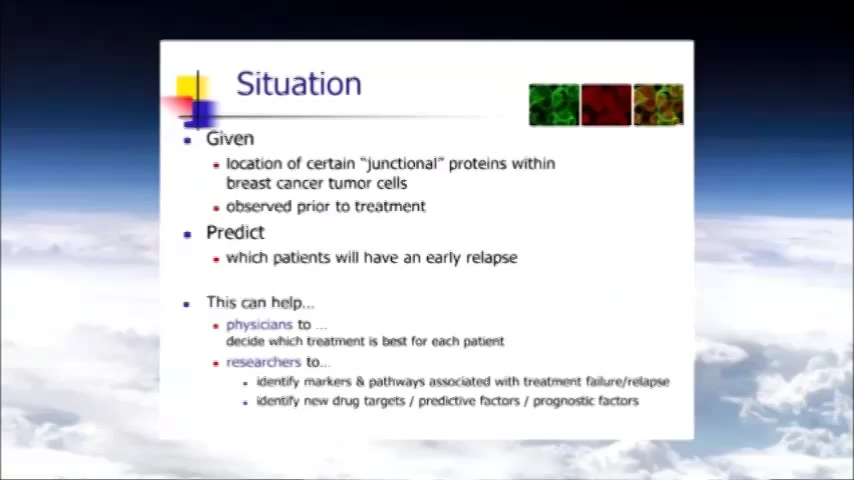 Situation
Given
location of certain "junctional" proteins within
breast cancer tumor cells
observed prior to treatment
Predict
which patients will have an early relapse
This can help...
physicians to ...
decide which treatment is best for each patient
researchers to...
identify markers & pathways associated with treatment failure/relapse
identify new drug targets / predictive factors / prognostic factors